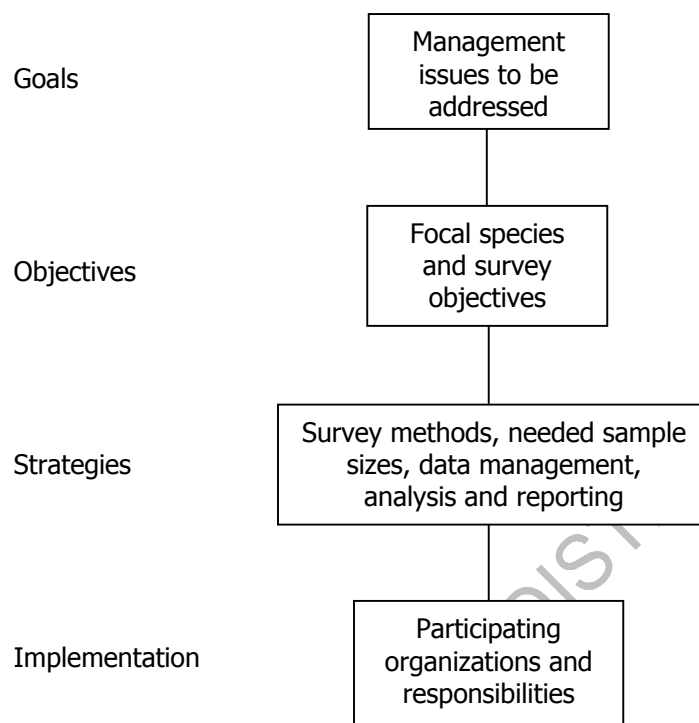 Goals
Management
issues to be
addressed
Objectives
Focal species
and survey
objectives
Strategies
Survey methods, needed sample
sizes, data management,
analysis and reporting
Implementation
Participating
organizations and
responsibilities